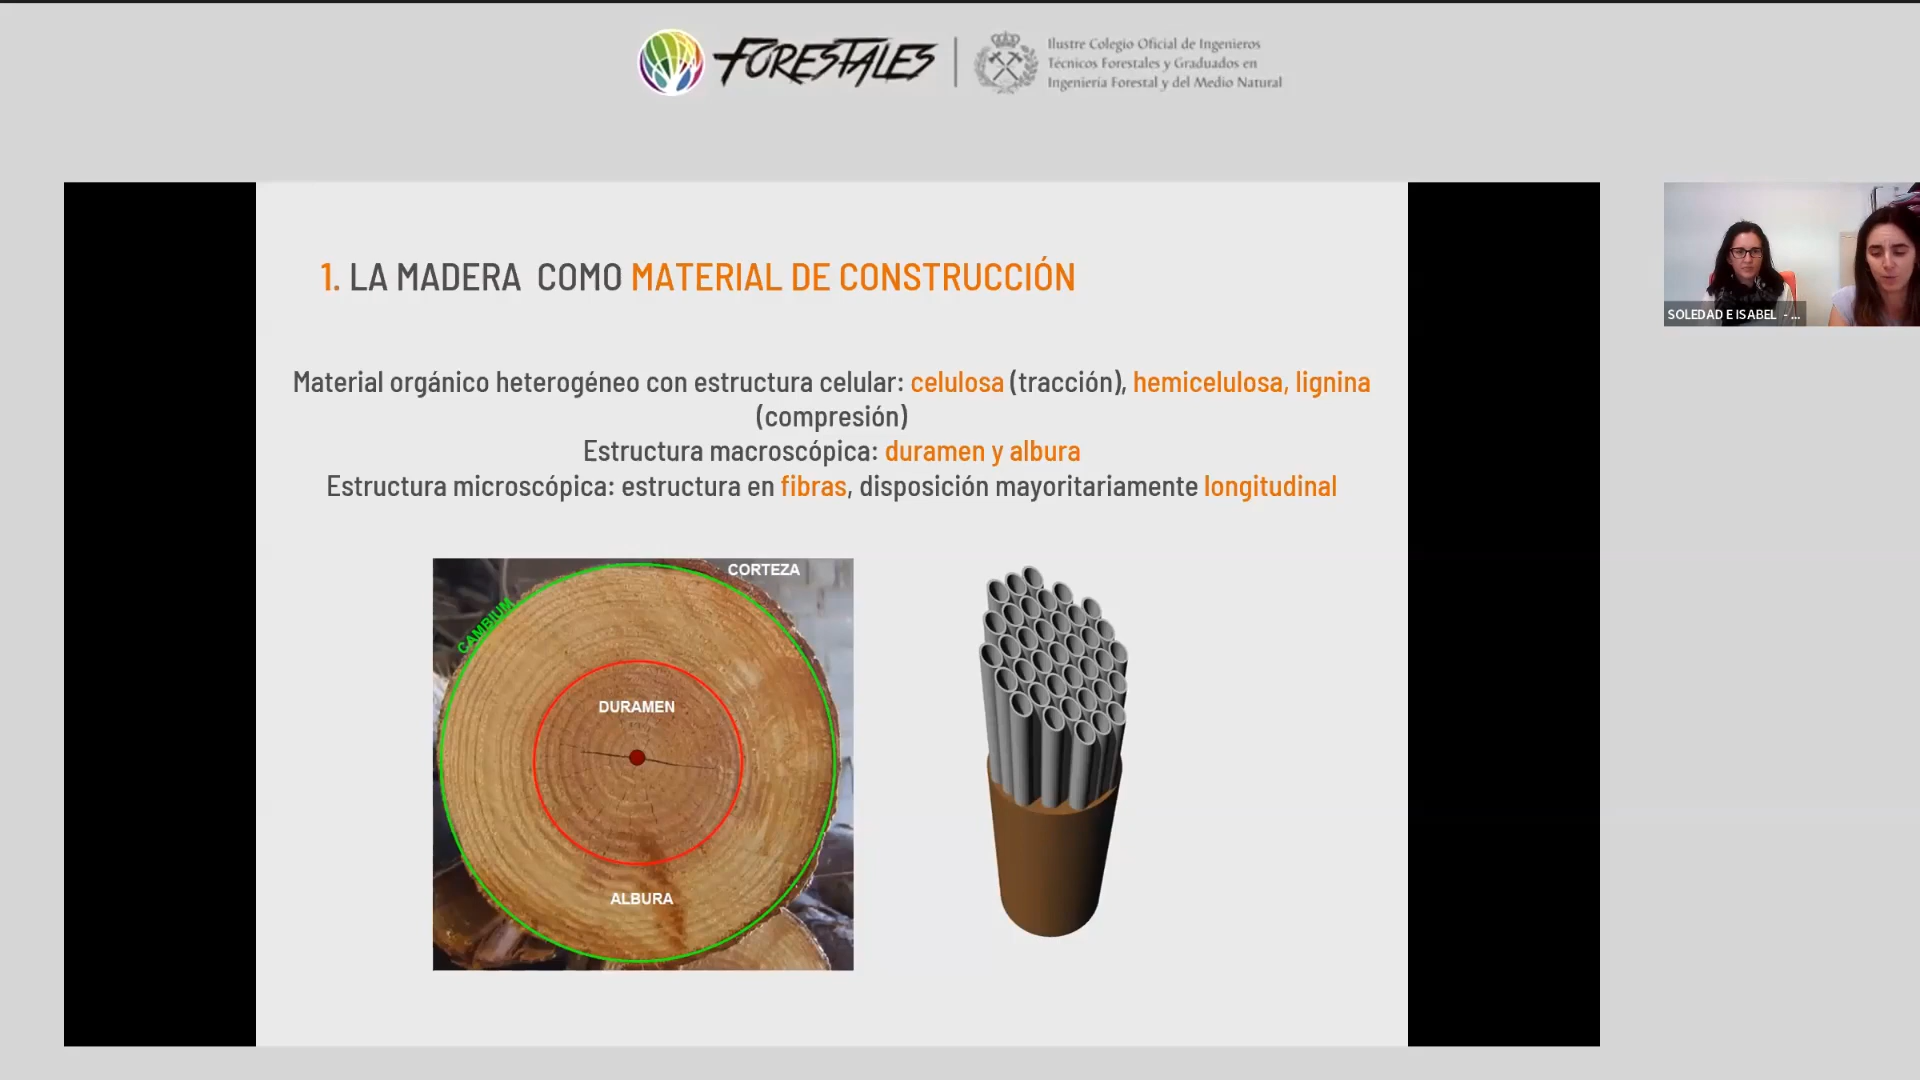 FORESTALES
Ilustre Colegio Oficial de Ingenieros
Técnicos Forestales y Graduados en
Ingeniería Forestal y del Medio Natural
1. LA MADERA COMO MATERIAL DE CONSTRUCCIÓN
Material orgánico heterogéneo con estructura celular: celulosa (tracción), hemicelulosa, lignina
(compresión)
Estructura macroscópica: duramen y albura
Estructura microscópica: estructura en fibras, disposición mayoritariamente longitudinal
CORTEZA
CAMBIUM
DURAMEN
ALBURA
SOLEDAD E ISABEL - ...